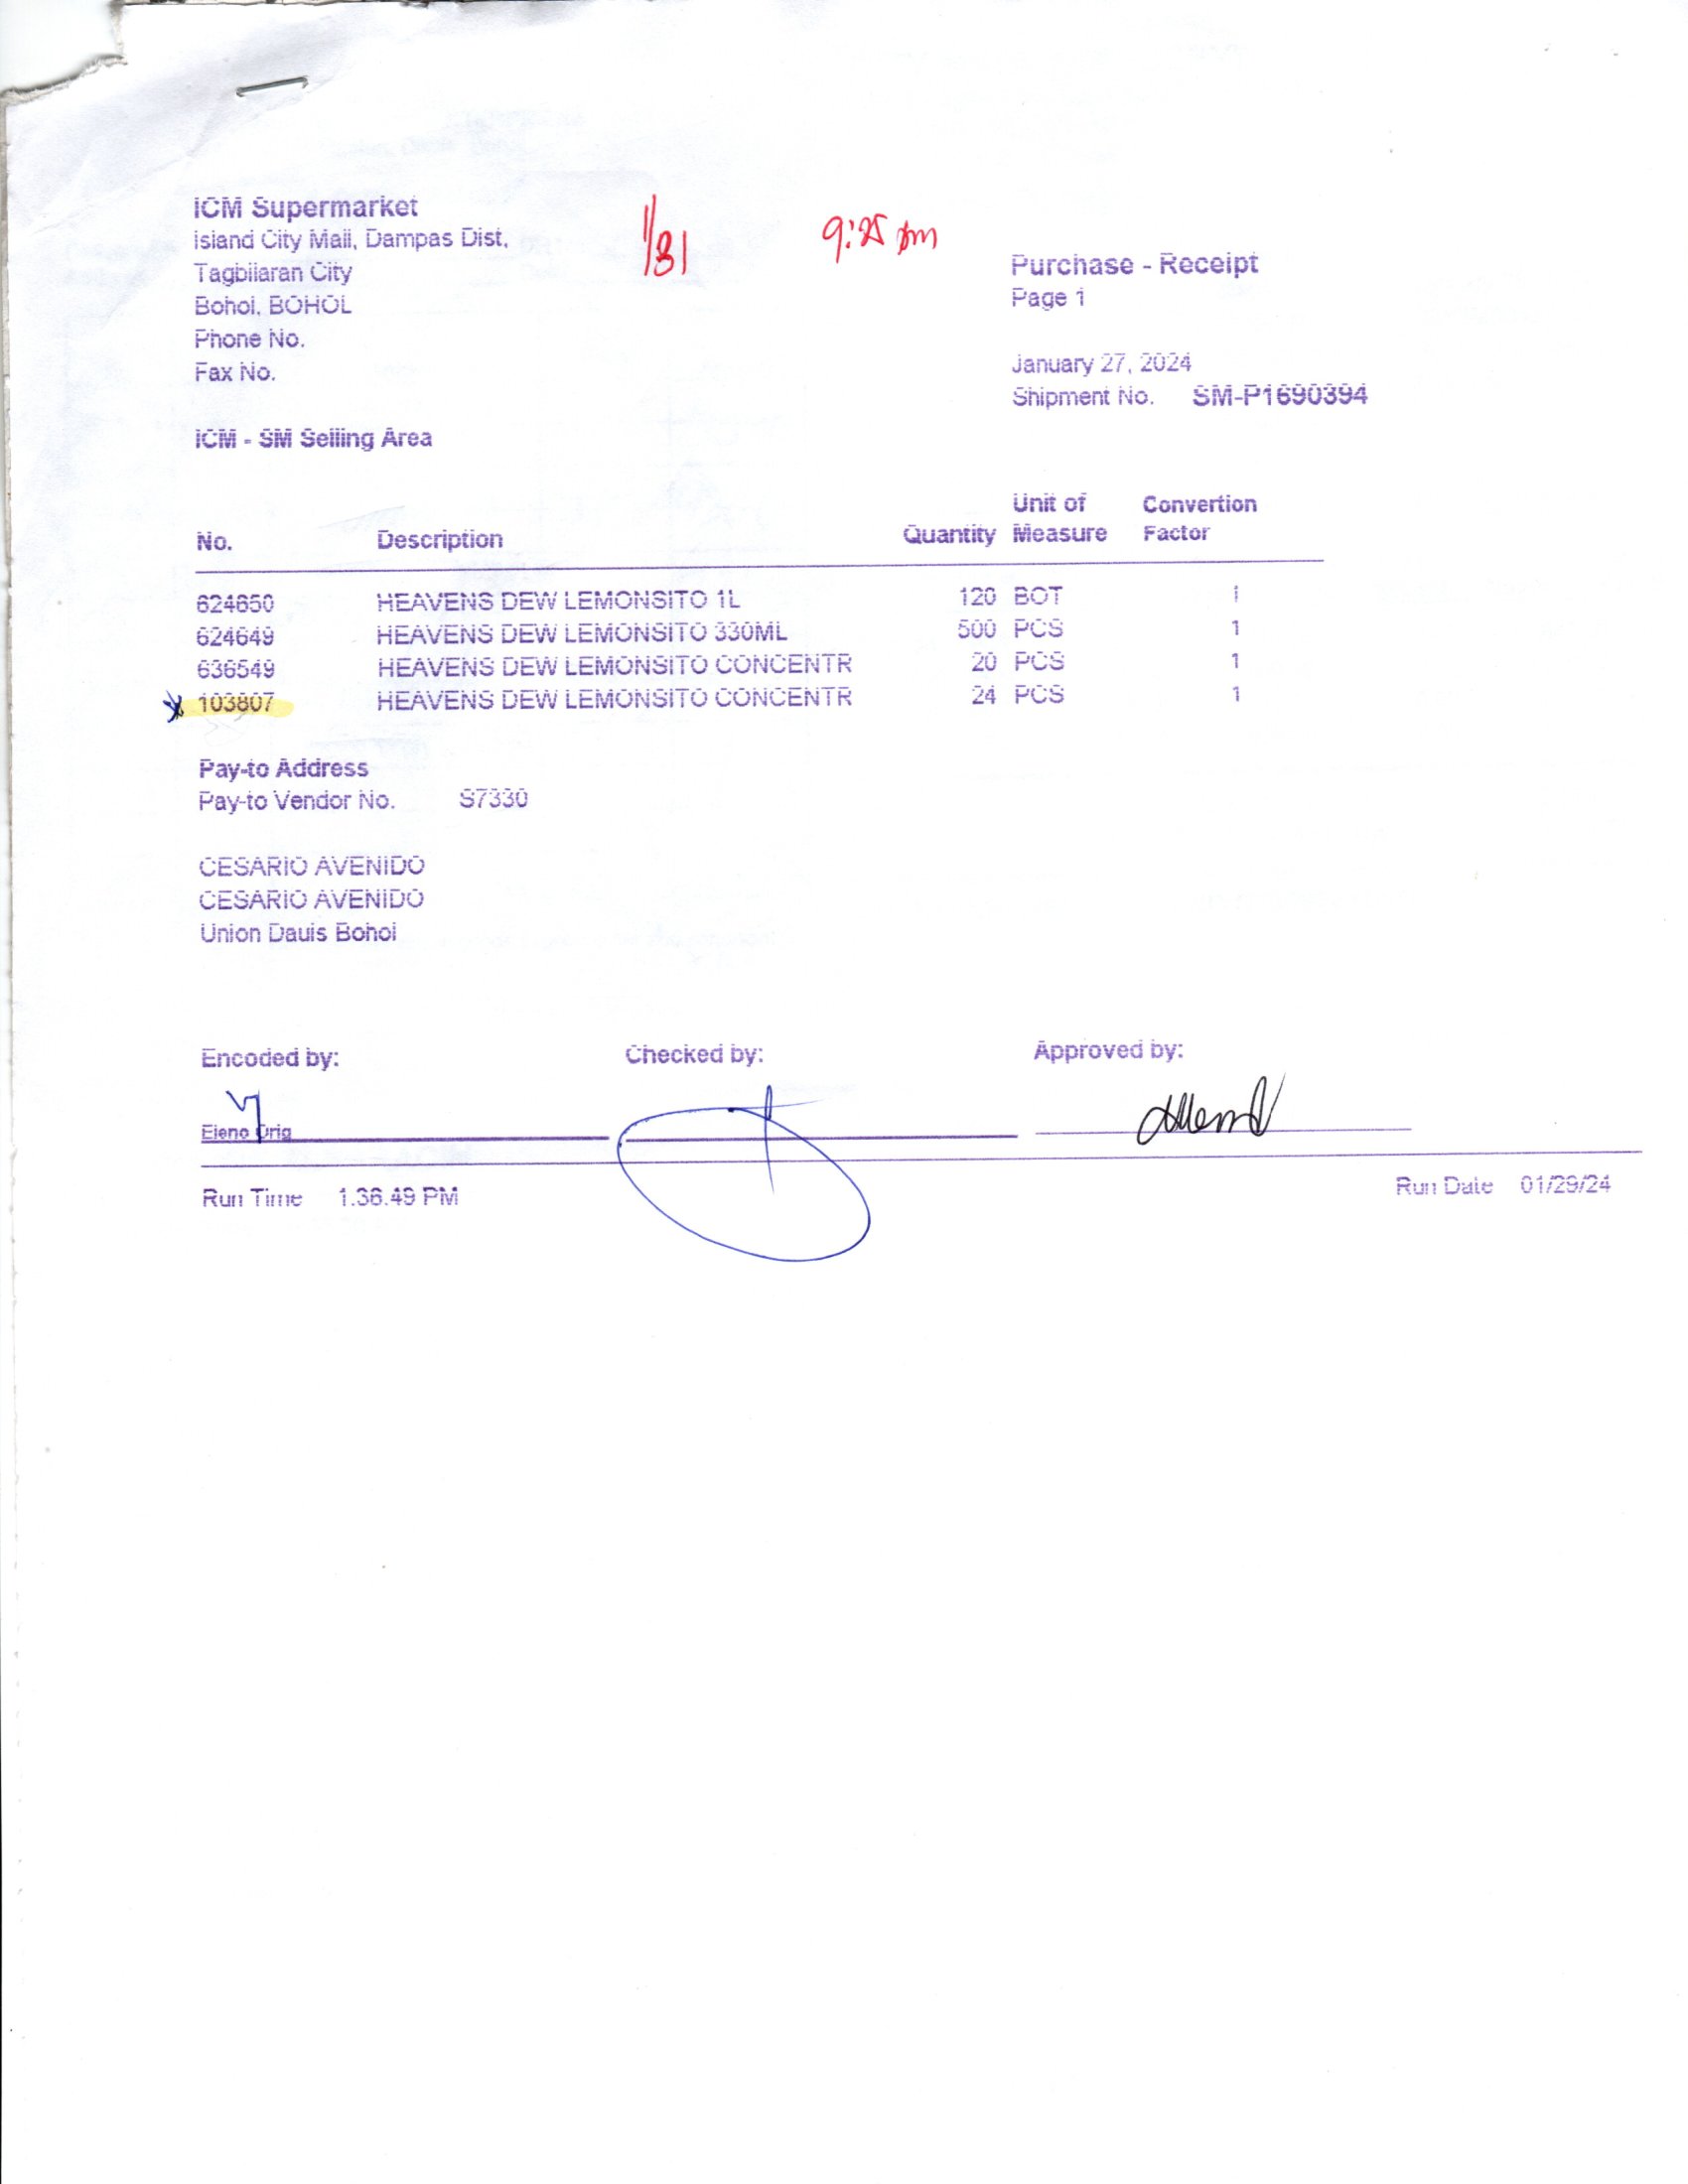 ICM Supermarket
Island City Mall, Dampas Dist.
Tagbilaran City
Bohol, BOHOL
Phone No.
Fax No.
1/31
9:25 pm
Purchase - Receipt
Page 1
January 27, 2024
Shipment No. SM-P1690394
ICM - SM Selling Area
No. Description Quantity Unit of Measure Convertion Factor
624650 HEAVENS DEW LEMONSITO 1L 120 BOT 1
624649 HEAVENS DEW LEMONSITO 330ML 500 PCS 1
636549 HEAVENS DEW LEMONSITO CONCENTR 20 PCS 1
103807 HEAVENS DEW LEMONSITO CONCENTR 24 PCS 1
Pay-to Address
Pay-to Vendor No. S7330
CESARIO AVENIDO
CESARIO AVENIDO
Union Dauis Bohol
Encoded by: Checked by: Approved by:
Eleno Orig
Run Time 1.36.49 PM Run Date 01/29/24